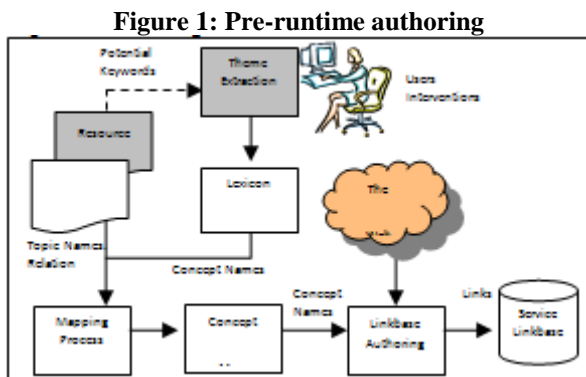 Figure 1: Pre-runtime authoring
Potential
Keywords
Theme
Extraction
Users
Interventions
Resource
Lexicon
The
Topic Names
Relation
Concept Names
Concept
Names
Links
Mapping
Process
Concept
..
Linkbase
Authoring
Service
Linkbase